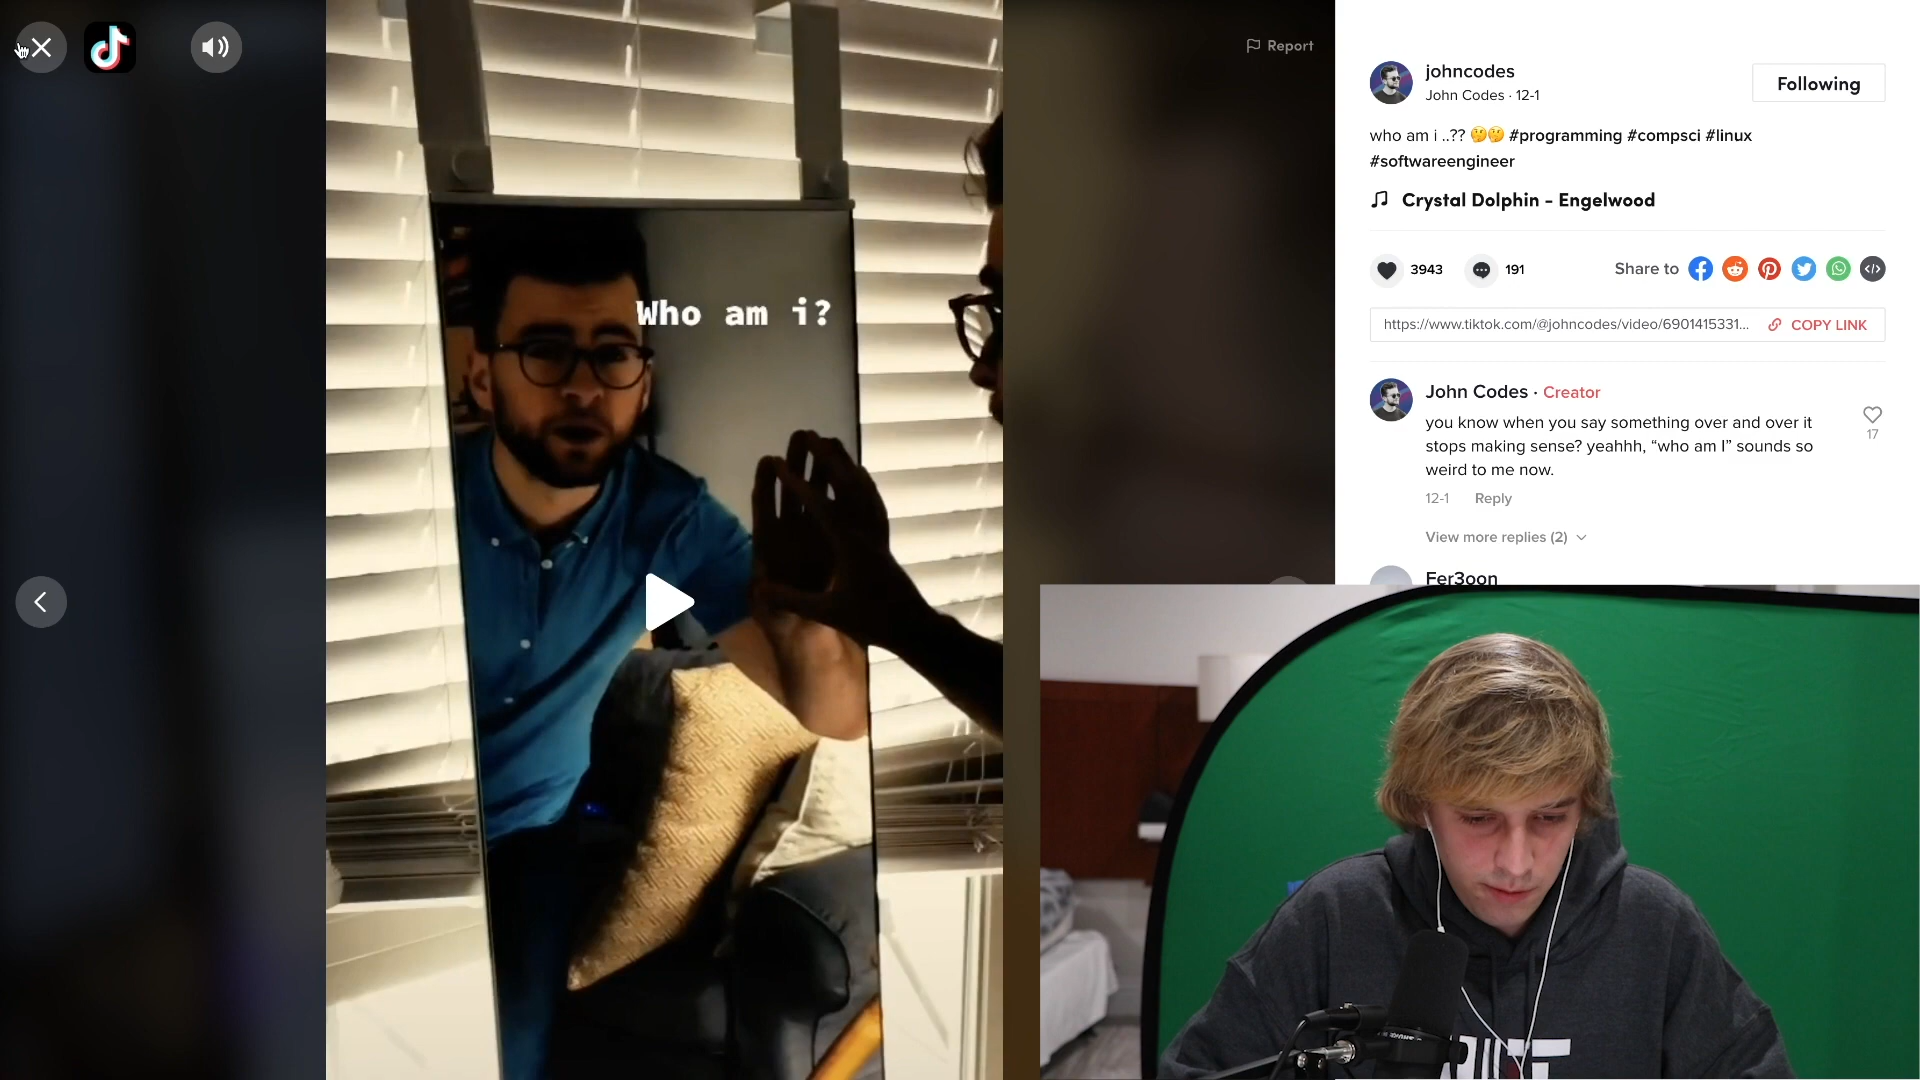 Report
johncodes
John Codes · 12-1
Following
who am i ..?? 🤔🤔 #programming #compsci #linux
#softwareengineer
Crystal Dolphin - Engelwood
3943
191
Share to
https://www.tiktok.com/@johncodes/video/6901415331...
COPY LINK
John Codes · Creator
you know when you say something over and over it
stops making sense? yeahhh, “who am I” sounds so
weird to me now.
17
12-1 Reply
View more replies (2)
Fer3oon
Who am i?